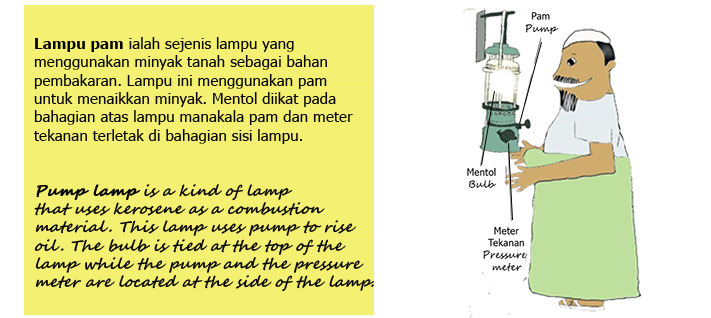 Lampu pam ialah sejenis lampu yang
menggunakan minyak tanah sebagai bahan
pembakaran. Lampu ini menggunakan pam
untuk menaikkan minyak. Mentol diikat pada
bahagian atas lampu manakala pam dan meter
tekanan terletak di bahagian sisi lampu.
Pump lamp is a kind of lamp
that uses kerosene as a combustion
material. This lamp uses pump to rise
oil. The bulb is tied at the top of the
lamp while the pump and the pressure
meter are located at the side of the lamp.
Pam
Pump
Mentol
Bulb
Meter
Tekanan
Pressure
meter